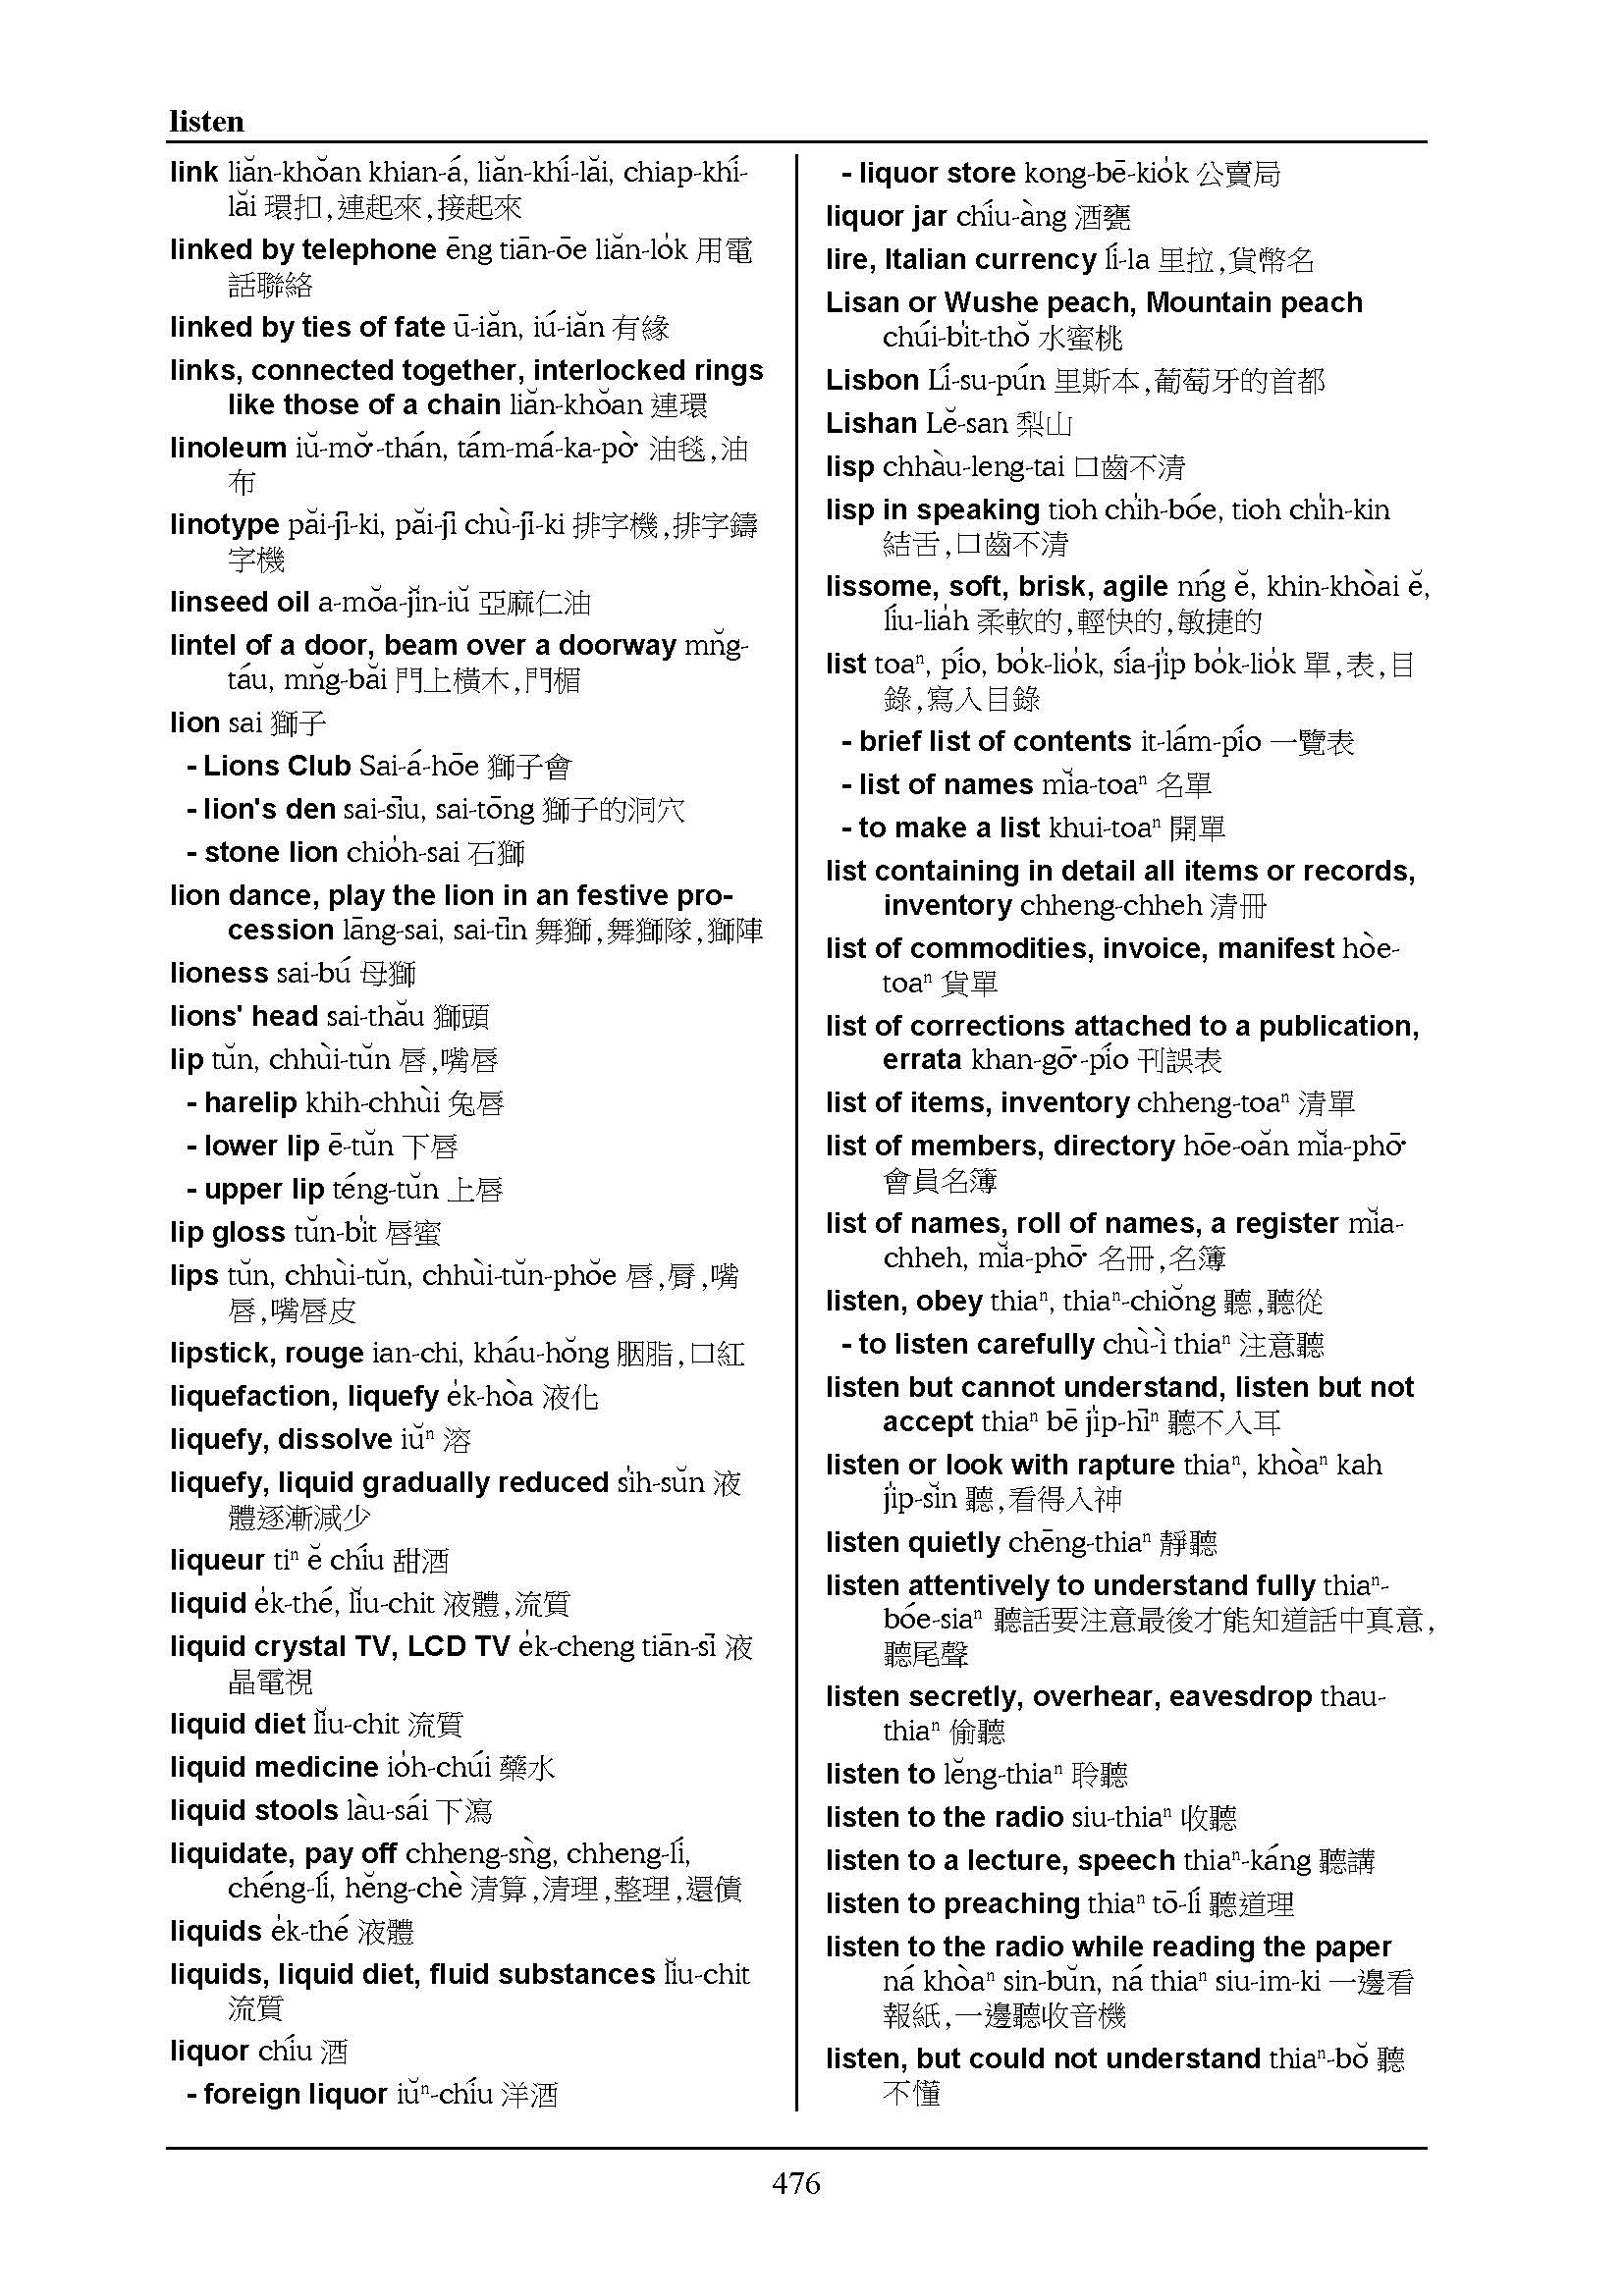 listen
link liăn-khŏan khian-á, liăn-khí-lăi, chiap-khí-
lăi 環扣,連起來,接起來
linked by telephone ēng tiān-ōe liăn-lo̍k 用電
話聯絡
linked by ties of fate ū-iăn, iú-iăn 有緣
links, connected together, interlocked rings
like those of a chain liăn-khŏan 連環
linoleum iŭ-mŏ͘-thán, tám-má-ka-pò͘ 油毯,油
布
linotype păi-jī-ki, păi-jī chù-jī-ki 排字機,排字鑄
字機
linseed oil a-mŏa-jĭn-iŭ 亞麻仁油
lintel of a door, beam over a doorway mn̆g-
táu, mn̆g-băi 門上橫木,門楣
lion sai 獅子
- Lions Club Sai-á-hōe 獅子會
- lion's den sai-sīu, sai-tōng 獅子的洞穴
- stone lion chio̍h-sai 石獅
lion dance, play the lion in an festive pro-
cession lāng-sai, sai-tīn 舞獅,舞獅隊,獅陣
lioness sai-bú 母獅
lions' head sai-thău 獅頭
lip tŭn, chhùi-tŭn 唇,嘴唇
- harelip khih-chhùi 兔唇
- lower lip ē-tŭn 下唇
- upper lip téng-tŭn 上唇
lip gloss tŭn-bi̍t 唇蜜
lips tŭn, chhùi-tŭn, chhùi-tŭn-phŏe 唇,脣,嘴
唇,嘴唇皮
lipstick, rouge ian-chi, kháu-hŏng 胭脂,口紅
liquefaction, liquefy e̍k-hòa 液化
liquefy, dissolve iŭⁿ 溶
liquefy, liquid gradually reduced si̍h-sŭn 液
體逐漸減少
liqueur tiⁿ ĕ chíu 甜酒
liquid e̍k-thé, lĭu-chit 液體,流質
liquid crystal TV, LCD TV e̍k-cheng tiān-sī 液
晶電視
liquid diet lĭu-chit 流質
liquid medicine io̍h-chúi 藥水
liquid stools làu-sái 下瀉
liquidate, pay off chheng-sǹg, chheng-lí,
chéng-lí, hĕng-chè 清算,清理,整理,還債
liquids e̍k-thé 液體
liquids, liquid diet, fluid substances lĭu-chit
流質
liquor chíu 酒
- foreign liquor iŭⁿ-chíu 洋酒
- liquor store kong-bē-kio̍k 公賣局
liquor jar chíu-àng 酒甕
lire, Italian currency lí-la 里拉,貨幣名
Lisan or Wushe peach, Mountain peach
chúi-bi̍t-thŏ 水蜜桃
Lisbon Lí-su-pún 里斯本,葡萄牙的首都
Lishan Lĕ-san 梨山
lisp chhàu-leng-tai 口齒不清
lisp in speaking tioh chi̍h-bóe, tioh chi̍h-kin
結舌,口齒不清
lissome, soft, brisk, agile nńg ĕ, khin-khòai ĕ,
líu-lia̍h 柔軟的,輕快的,敏捷的
list toaⁿ, pío, bo̍k-lio̍k, sía-ji̍p bo̍k-lio̍k 單,表,目
錄,寫入目錄
- brief list of contents it-lám-pío 一覽表
- list of names mĭa-toaⁿ 名單
- to make a list khui-toaⁿ 開單
list containing in detail all items or records,
inventory chheng-chheh 清冊
list of commodities, invoice, manifest hòe-
toaⁿ 貨單
list of corrections attached to a publication,
errata khan-gō͘-pío 刊誤表
list of items, inventory chheng-toaⁿ 清單
list of members, directory hōe-oăn mĭa-phō͘
會員名簿
list of names, roll of names, a register mĭa-
chheh, mĭa-phō͘ 名冊,名簿
listen, obey thiaⁿ, thiaⁿ-chiŏng 聽,聽從
- to listen carefully chù-ì thiaⁿ 注意聽
listen but cannot understand, listen but not
accept thiaⁿ bē ji̍p-hīⁿ 聽不入耳
listen or look with rapture thiaⁿ, khòaⁿ kah
ji̍p-sĭn 聽,看得入神
listen quietly chēng-thiaⁿ 靜聽
listen attentively to understand fully thiaⁿ-
bóe-siaⁿ 聽話要注意最後才能知道話中真意,
聽尾聲
listen secretly, overhear, eavesdrop thau-
thiaⁿ 偷聽
listen to lĕng-thiaⁿ 聆聽
listen to the radio siu-thiaⁿ 收聽
listen to a lecture, speech thiaⁿ-káng 聽講
listen to preaching thiaⁿ tō-lí 聽道理
listen to the radio while reading the paper
ná khòaⁿ sin-bŭn, ná thiaⁿ siu-im-ki 一邊看
報紙,一邊聽收音機
listen, but could not understand thiaⁿ-bŏ 聽
不懂
476